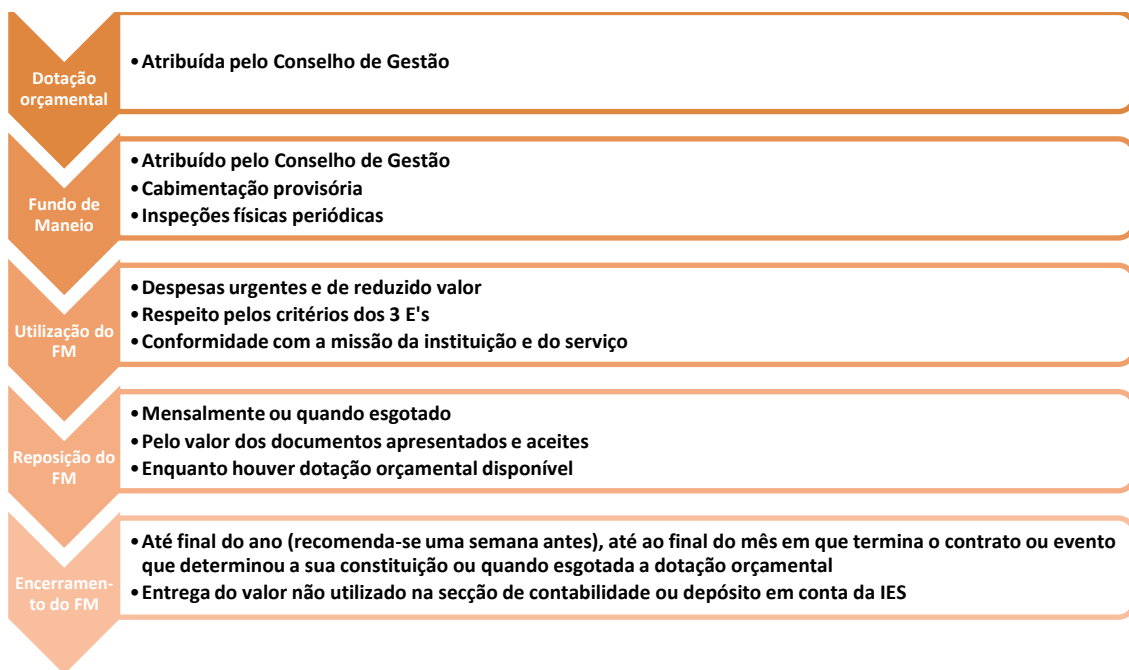 Dotação
orçamental
•Atribuída pelo Conselho de Gestão
Fundo de
Maneio
•Atribuído pelo Conselho de Gestão
•Cabimentação provisória
•Inspeções físicas periódicas
Utilização do
FM
•Despesas urgentes e de reduzido valor
•Respeito pelos critérios dos 3 E's
•Conformidade com a missão da instituição e do serviço
Reposição do
FM
•Mensalmente ou quando esgotado
•Pelo valor dos documentos apresentados e aceites
•Enquanto houver dotação orçamental disponível
Encerramen-
to do FM
•Até final do ano (recomenda-se uma semana antes), até ao final do mês em que termina o contrato ou evento
que determinou a sua constituição ou quando esgotada a dotação orçamental
•Entrega do valor não utilizado na secção de contabilidade ou depósito em conta da IES